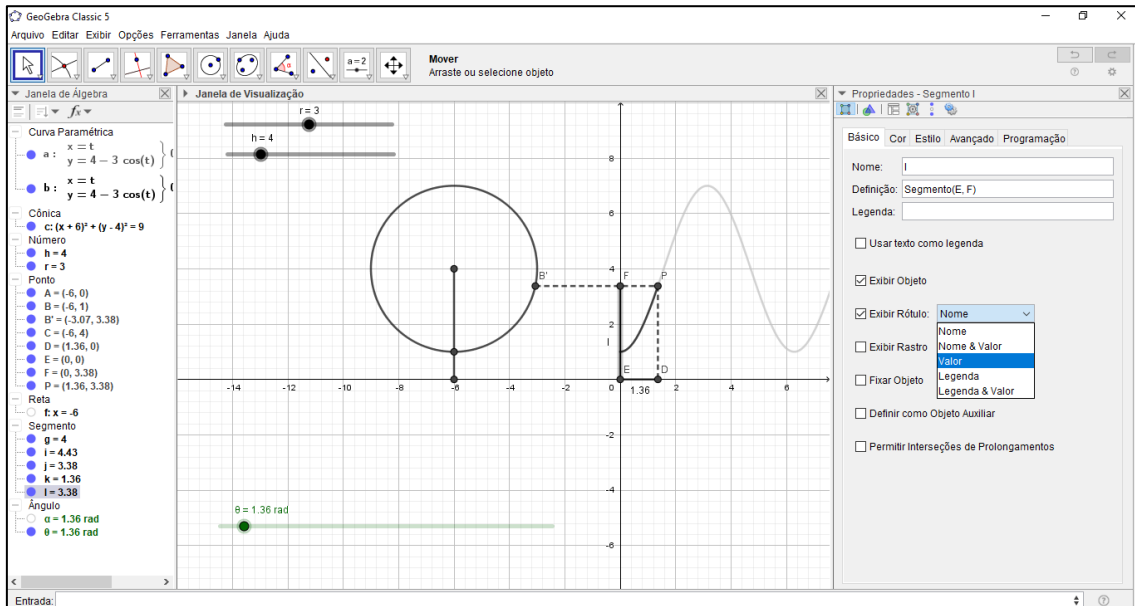 GeoGebra Classic 5
Arquivo Editar Exibir Opções Ferramentas Janela Ajuda
a=2
Mover
Arraste ou selecione objeto
Janela de Álgebra
Janela de Visualização
Propriedades - Segmento l
fx
Curva Paramétrica
a : x = t
y = 4 − 3 cos(t)
b : x = t
y = 4 − 3 cos(t)
Cônica
c: (x + 6)² + (y - 4)² = 9
Número
h = 4
r = 3
Ponto
A = (-6, 0)
B = (-6, 1)
B' = (-3.07, 3.38)
C = (-6, 4)
D = (1.36, 0)
E = (0, 0)
F = (0, 3.38)
P = (1.36, 3.38)
Reta
f: x = -6
Segmento
g = 4
i = 4.43
j = 3.38
k = 1.36
l = 3.38
Ângulo
α = 1.36 rad
θ = 1.36 rad
r = 3
h = 4
8
6
4
2
-2
-4
-6
-14
-12
-10
-8
-6
-4
-2
0
2
4
6
B'
F
P
l
E
D
1.36
θ = 1.36 rad
Básico Cor Estilo Avançado Programação
Nome: l
Definição: Segmento(E, F)
Legenda:
Usar texto como legenda
Exibir Objeto
Exibir Rótulo: Nome
Nome
Nome & Valor
Valor
Legenda
Legenda & Valor
Exibir Rastro
Fixar Objeto
Definir como Objeto Auxiliar
Permitir Interseções de Prolongamentos
Entrada: